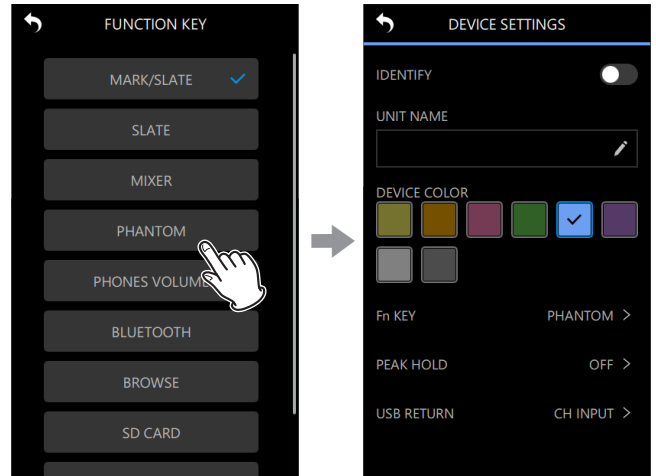 FUNCTION KEY
MARK/SLATE
SLATE
MIXER
PHANTOM
PHONES VOLUME
BLUETOOTH
BROWSE
SD CARD
DEVICE SETTINGS
IDENTIFY
UNIT NAME
DEVICE COLOR
Fn KEY PHANTOM >
PEAK HOLD OFF >
USB RETURN CH INPUT >